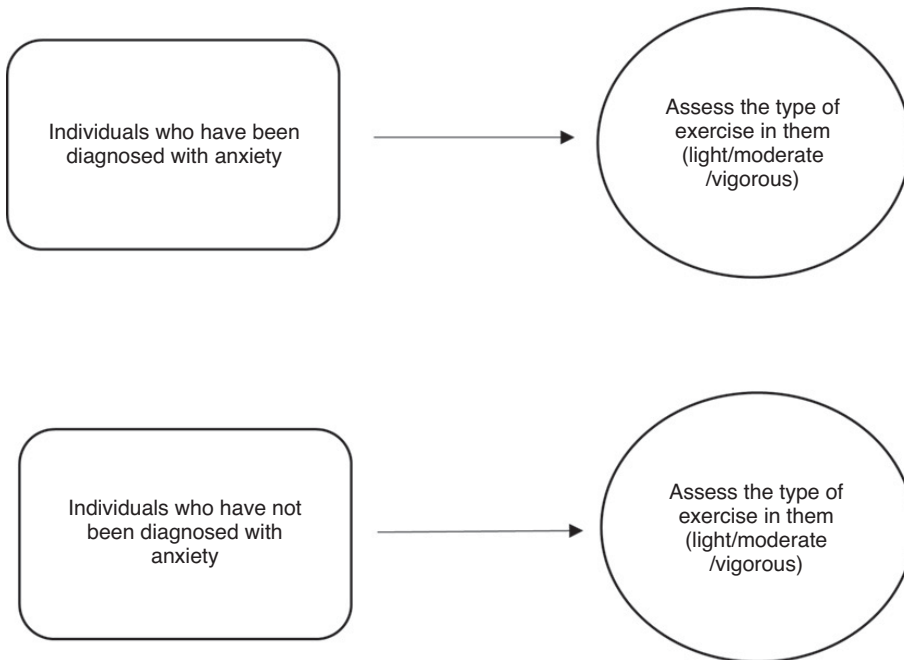 Individuals who have been
diagnosed with anxiety
Assess the type of
exercise in them
(light/moderate
/vigorous)
Individuals who have not
been diagnosed with
anxiety
Assess the type of
exercise in them
(light/moderate
/vigorous)